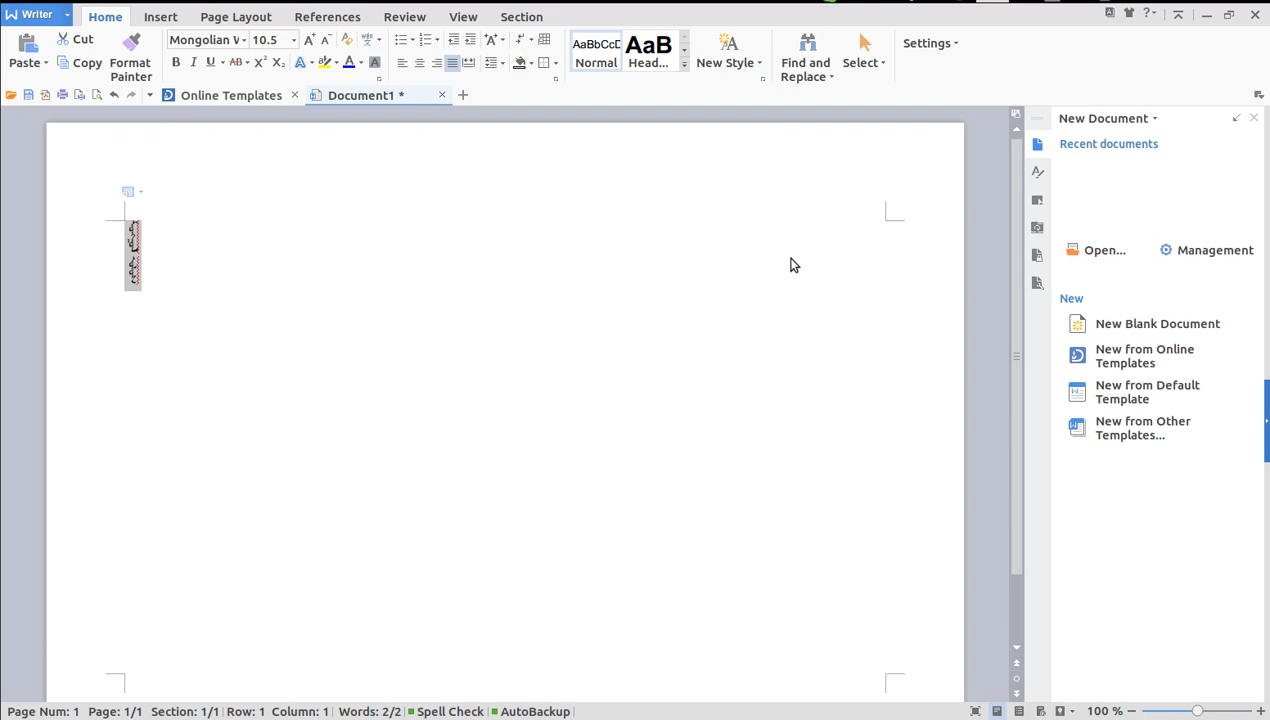 Writer
Home Insert Page Layout References Review View Section
Paste Cut Copy Format Painter
Mongolian W 10.5
AaBbCcD Normal
AaB Head...
New Style
Find and Replace
Select
Settings
Online Templates
Document1 *
New Document
Recent documents
Open... Management
New
New Blank Document
New from Online
Templates
New from Default
Template
New from Other
Templates...
Page Num: 1 Page: 1/1 Section: 1/1 Row: 1 Column: 1 Words: 2/2 Spell Check AutoBackup 100 %